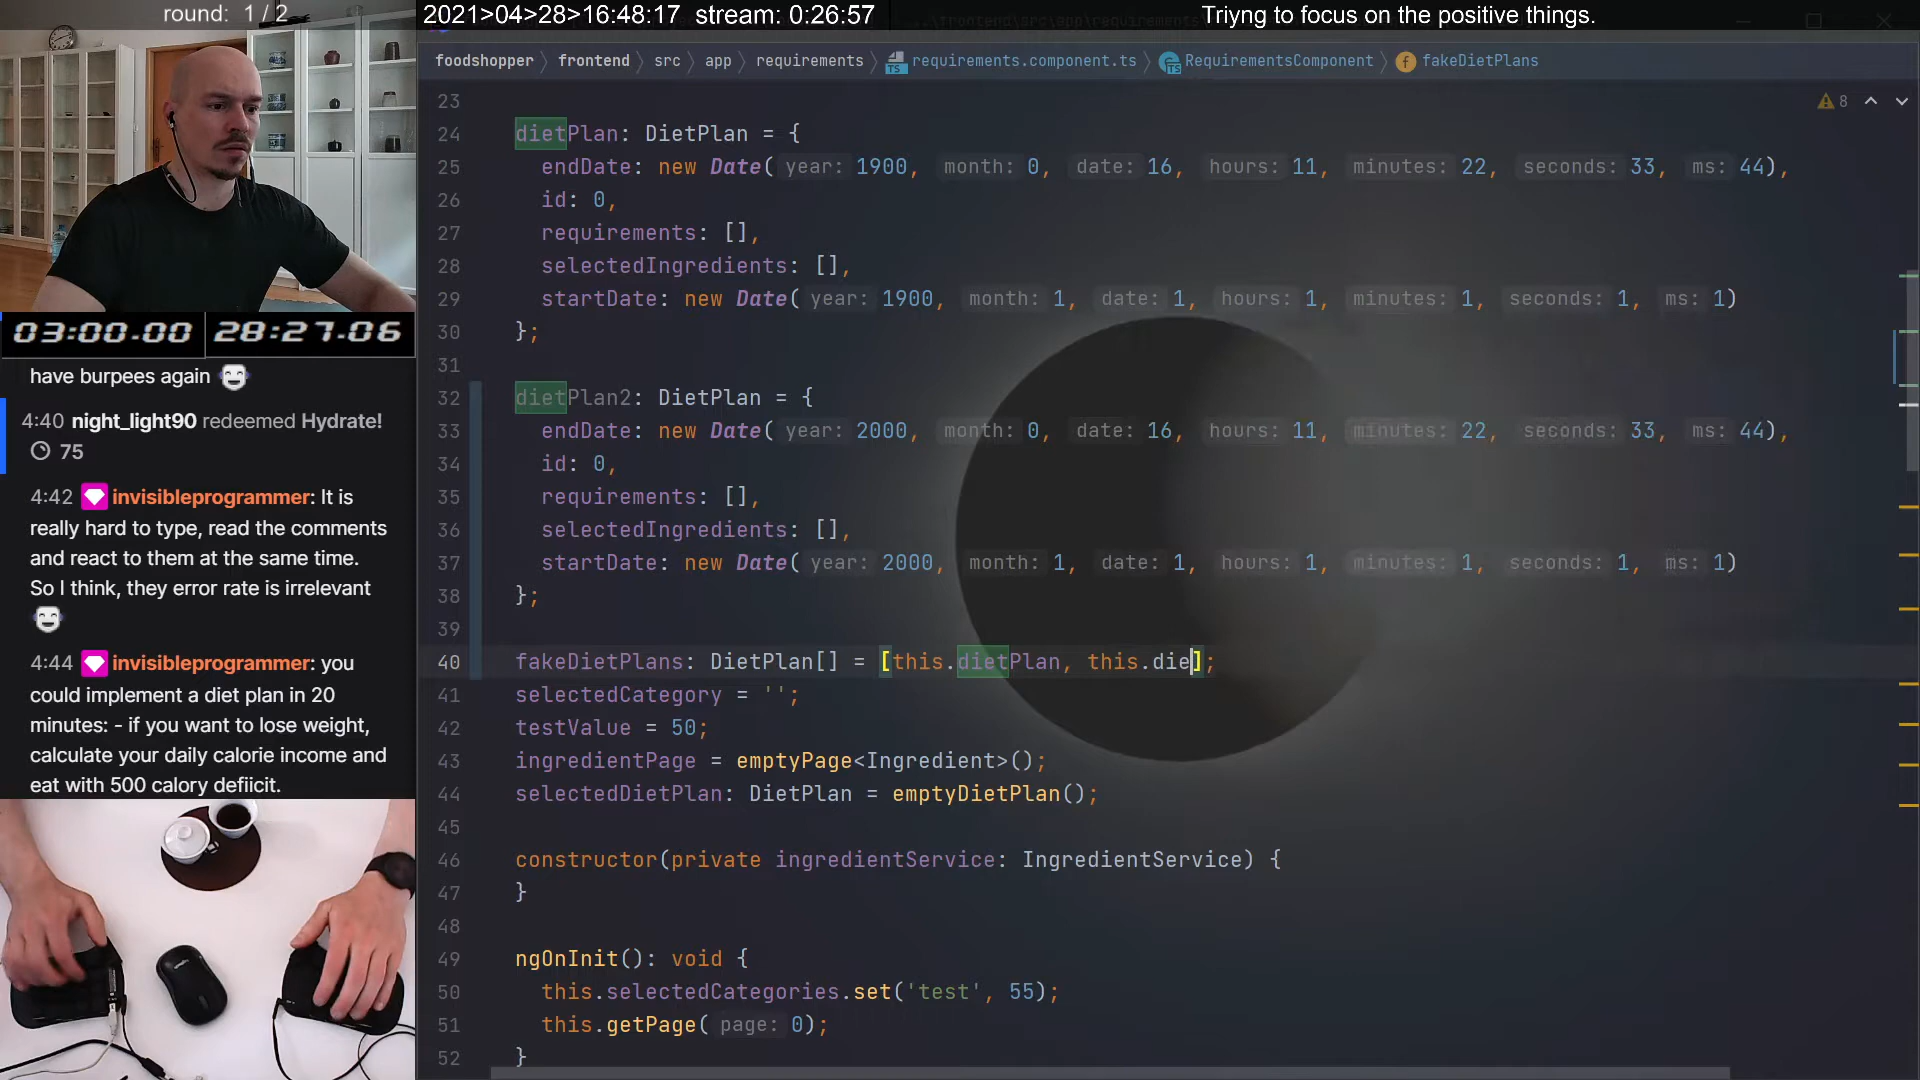 round: 1 / 2
2021>04>28>16:48:17 stream: 0:26:57
Triyng to focus on the positive things.
foodshopper frontend src app requirements requirements.component.ts RequirementsComponent fakeDietPlans
8
03:00.00 28:27.06
have burpees again
4:40 night_light90 redeemed Hydrate!
75
4:42 invisibleprogrammer: It is
really hard to type, read the comments
and react to them at the same time.
So I think, they error rate is irrelevant
4:44 invisibleprogrammer: you
could implement a diet plan in 20
minutes: - if you want to lose weight,
calculate your daily calorie income and
eat with 500 calory defiicit.
23
24 dietPlan: DietPlan = {
25 endDate: new Date( year: 1900, month: 0, date: 16, hours: 11, minutes: 22, seconds: 33, ms: 44),
26 id: 0,
27 requirements: [],
28 selectedIngredients: [],
29 startDate: new Date( year: 1900, month: 1, date: 1, hours: 1, minutes: 1, seconds: 1, ms: 1)
30 };
31
32 dietPlan2: DietPlan = {
33 endDate: new Date( year: 2000, month: 0, date: 16, hours: 11, minutes: 22, seconds: 33, ms: 44),
34 id: 0,
35 requirements: [],
36 selectedIngredients: [],
37 startDate: new Date( year: 2000, month: 1, date: 1, hours: 1, minutes: 1, seconds: 1, ms: 1)
38 };
39
40 fakeDietPlans: DietPlan[] = [this.dietPlan, this.die];
41 selectedCategory = '';
42 testValue = 50;
43 ingredientPage = emptyPage<Ingredient>();
44 selectedDietPlan: DietPlan = emptyDietPlan();
45
46 constructor(private ingredientService: IngredientService) {
47 }
48
49 ngOnInit(): void {
50 this.selectedCategories.set('test', 55);
51 this.getPage( page: 0);
52 }